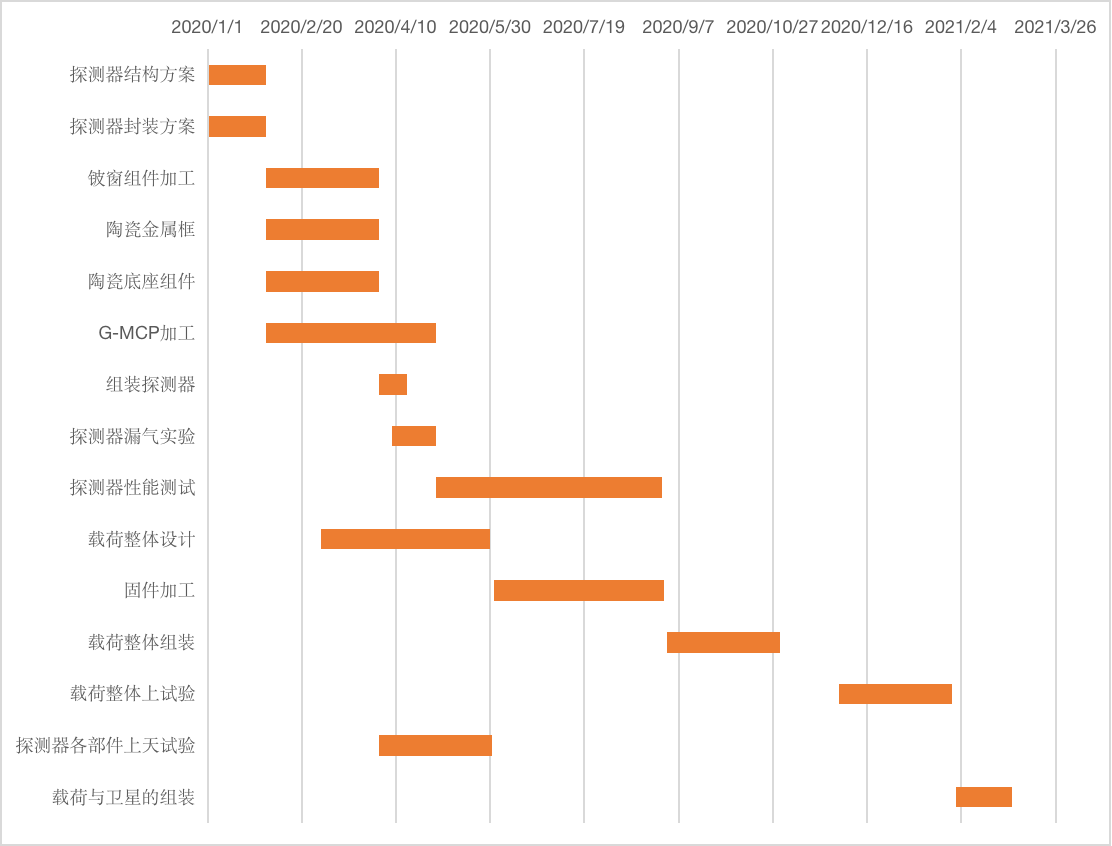 2020/1/1 2020/2/20 2020/4/10 2020/5/30 2020/7/19 2020/9/7 2020/10/27 2020/12/16 2021/2/4 2021/3/26
探测器结构方案
探测器封装方案
铍窗组件加工
陶瓷金属框
陶瓷底座组件
G-MCP加工
组装探测器
探测器漏气实验
探测器性能测试
载荷整体设计
固件加工
载荷整体组装
载荷整体上试验
探测器各部件上天试验
载荷与卫星的组装